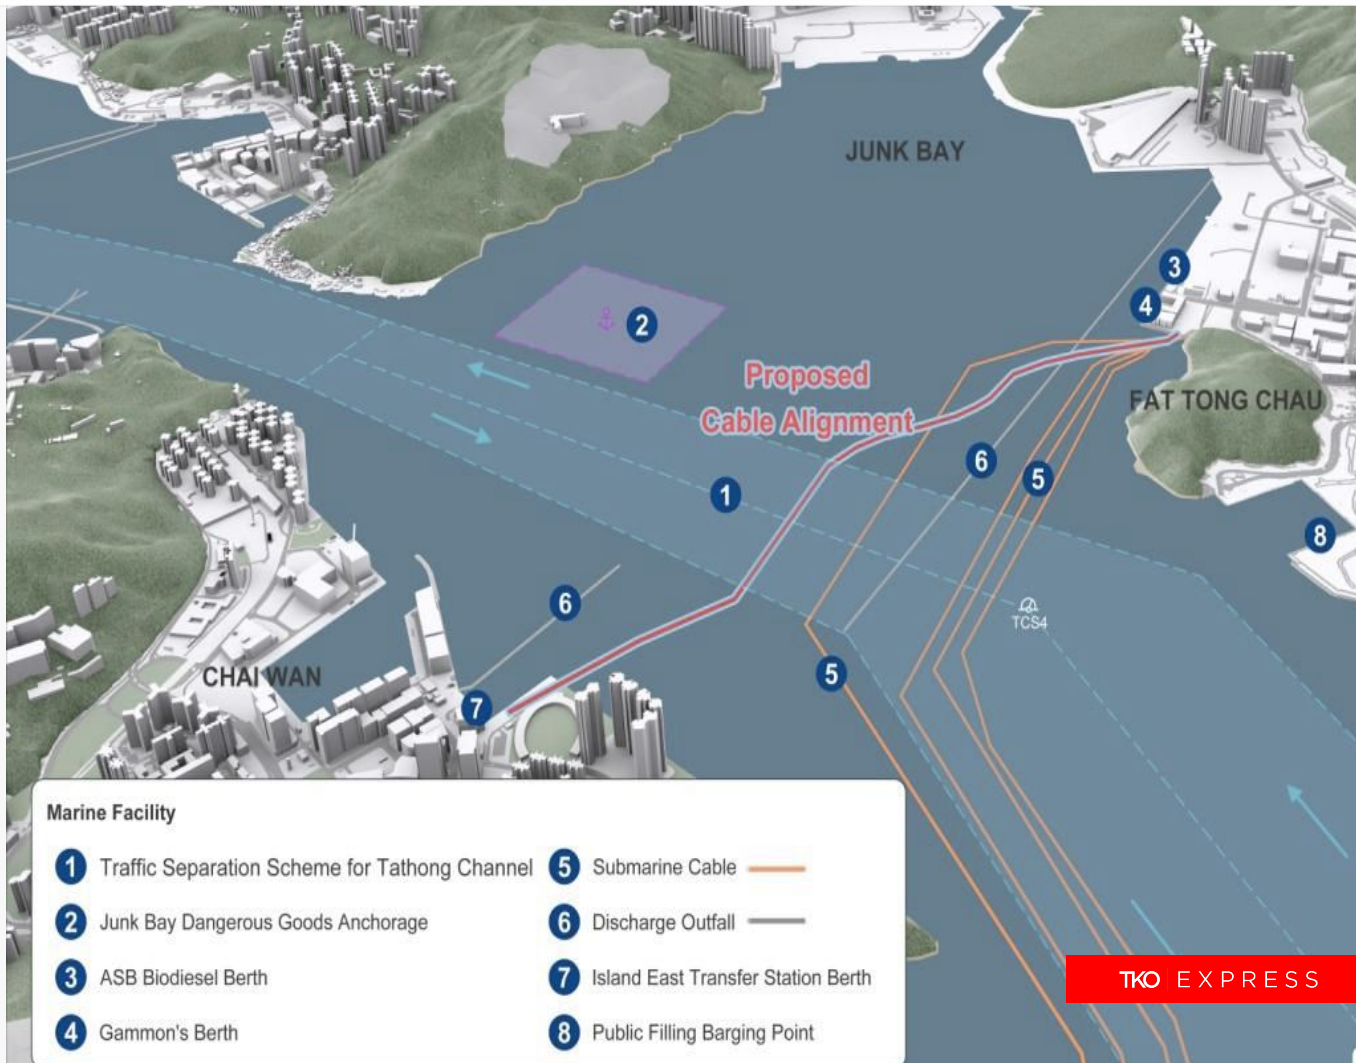 JUNK BAY
3
4
2
Proposed
Cable Alignment
FAT TONG CHAU
6
5
1
8
6
TCS4
CHAI WAN
5
7
Marine Facility
1 Traffic Separation Scheme for Tathong Channel
2 Junk Bay Dangerous Goods Anchorage
3 ASB Biodiesel Berth
4 Gammon's Berth
5 Submarine Cable
6 Discharge Outfall
7 Island East Transfer Station Berth
8 Public Filling Barging Point
TKO EXPRESS